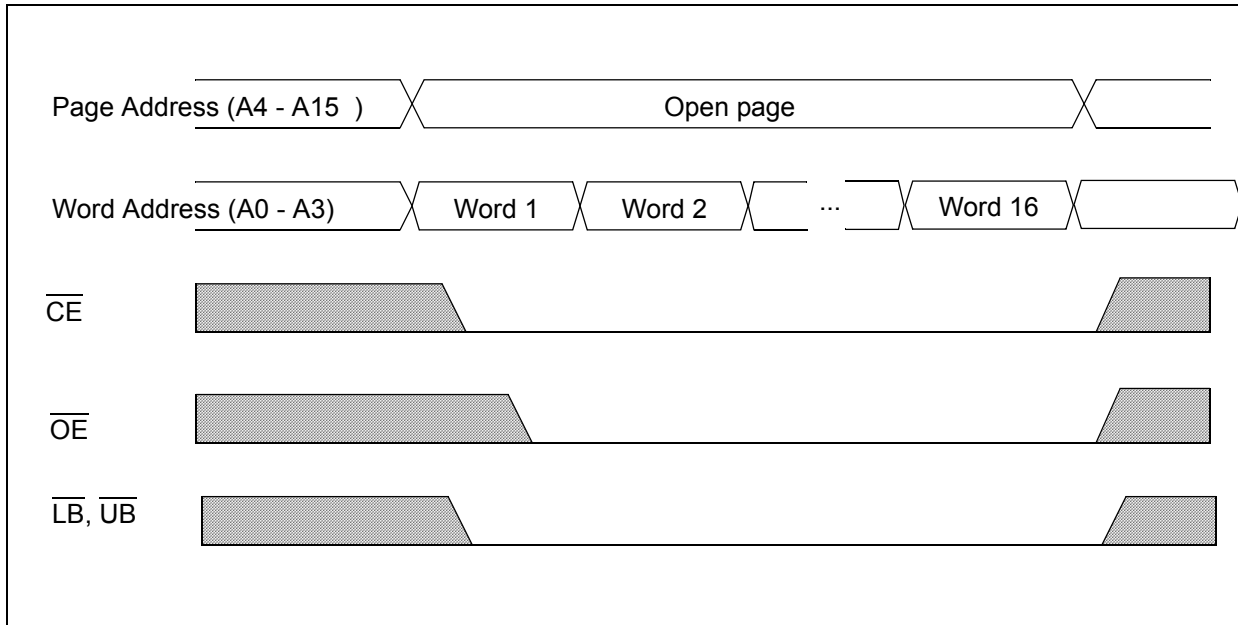 Page Address (A4 - A15 )
Open page
Word Address (A0 - A3)
Word 1
Word 2
...
Word 16
CE
OE
LB, UB